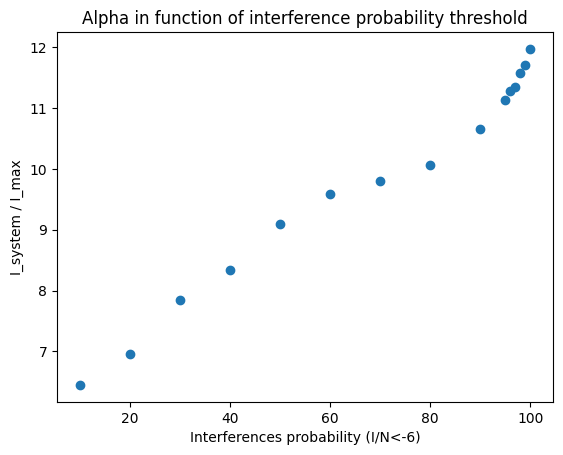 Alpha in function of interference probability threshold
12
11
10
9
8
7
I_system / I_max
20 40 60 80 100
Interferences probability (I/N<-6)